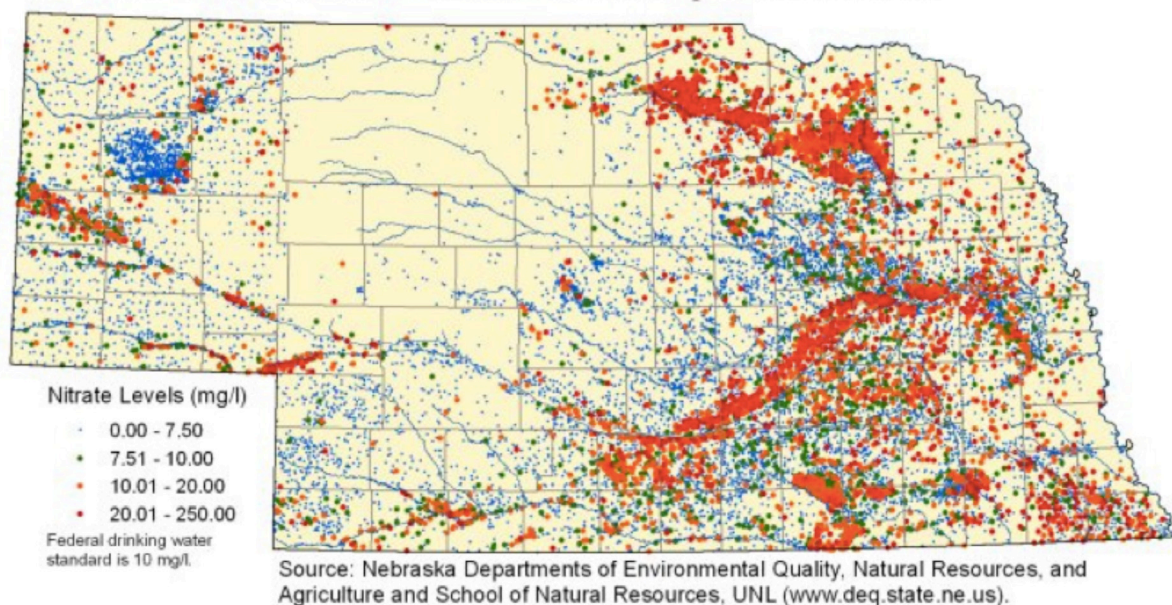 Nitrate Levels (mg/l)
0.00 - 7.50
7.51 - 10.00
10.01 - 20.00
20.01 - 250.00
Federal drinking water
standard is 10 mg/l.
Source: Nebraska Departments of Environmental Quality, Natural Resources, and
Agriculture and School of Natural Resources, UNL (www.deq.state.ne.us).